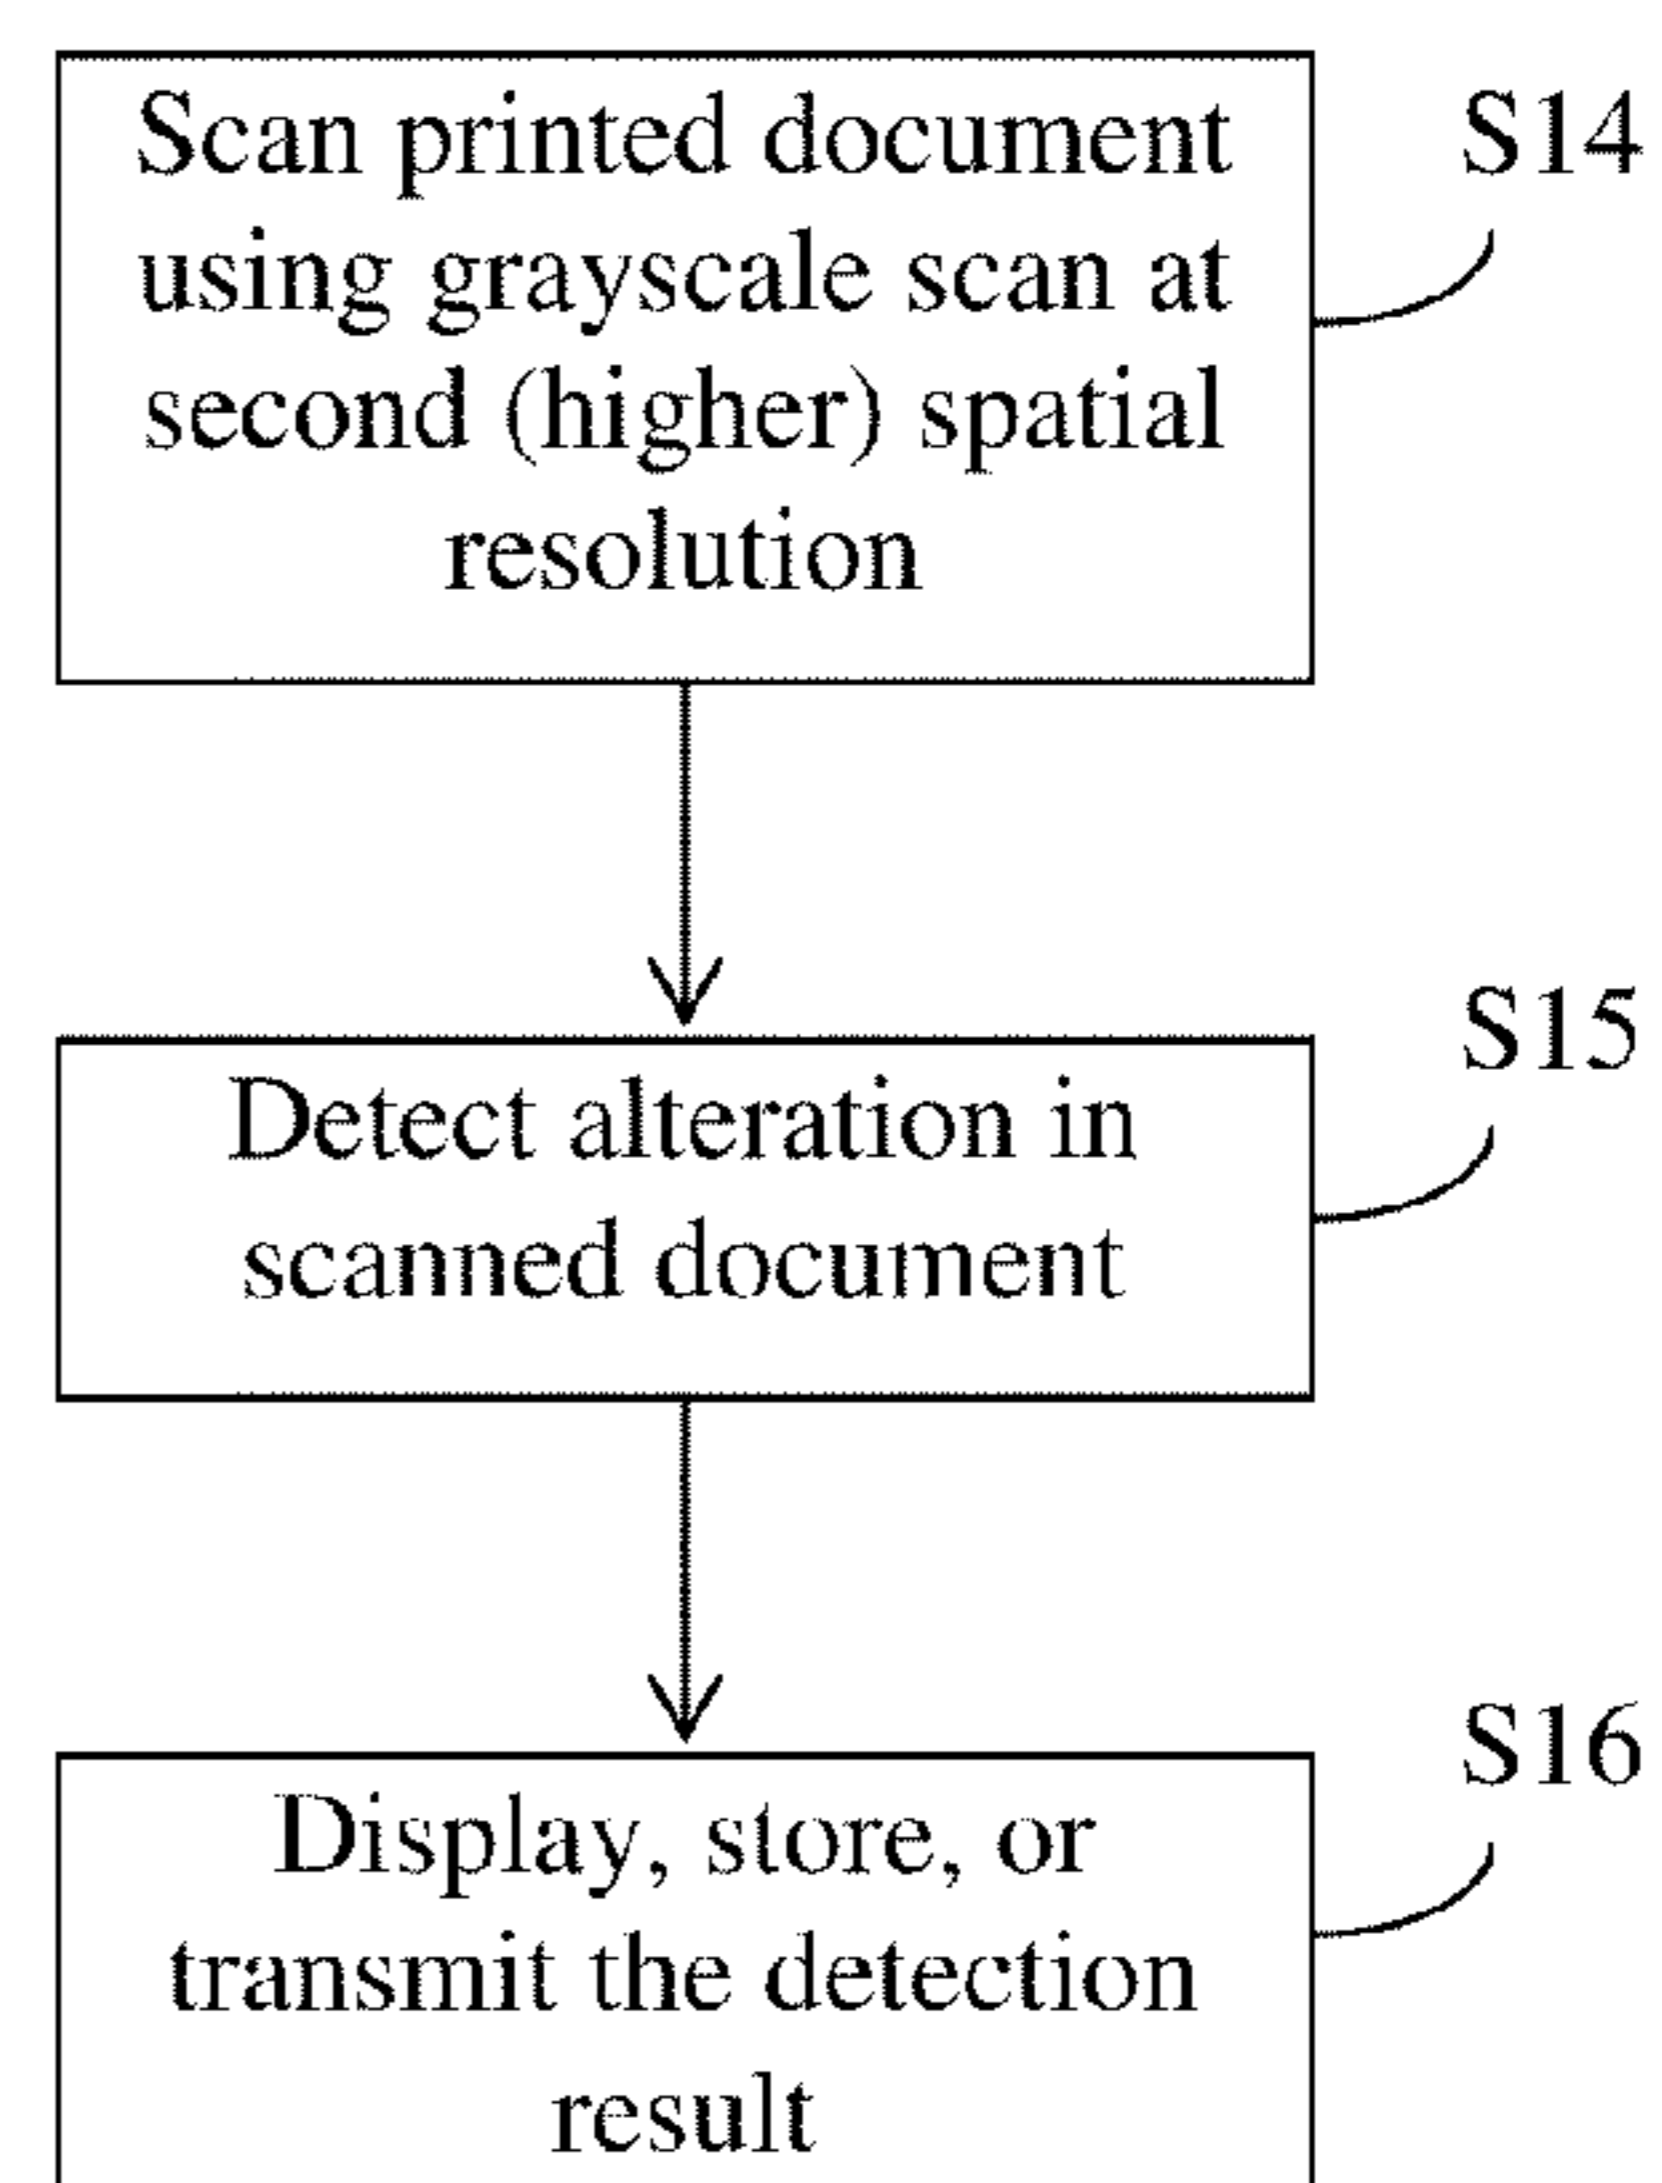 Scan printed document
using grayscale scan at
second (higher) spatial
resolution
S14
Detect alteration in
scanned document
S15
Display, store, or
transmit the detection
result
S16